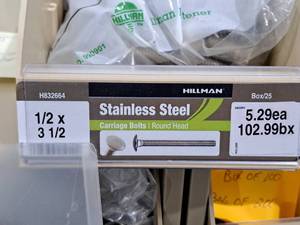 HILLMAN
H832664
HILLMAN
Box/25
1/2 x
3 1/2
Stainless Steel
Carriage Bolts | Round Head
5.29ea
102.99bx
BOX OF 100